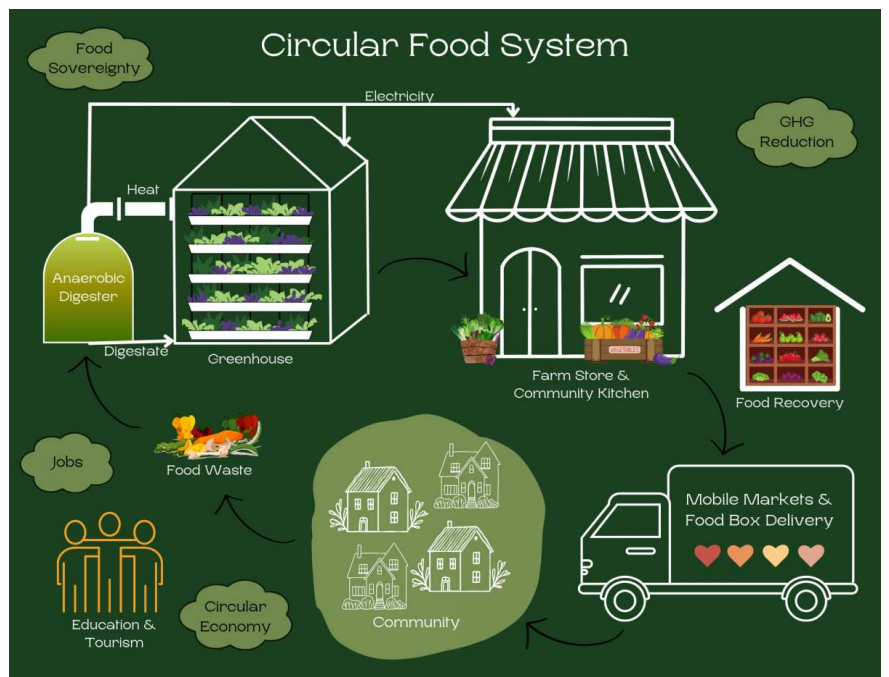 Circular Food System
Food
Sovereignty
Electricity
GHG
Reduction
Heat
Anaerobic
Digester
Digestate
Greenhouse
VEGETABLES
Farm Store &
Community Kitchen
Food Recovery
Food Waste
Jobs
Mobile Markets &
Food Box Delivery
Education &
Tourism
Circular
Economy
Community